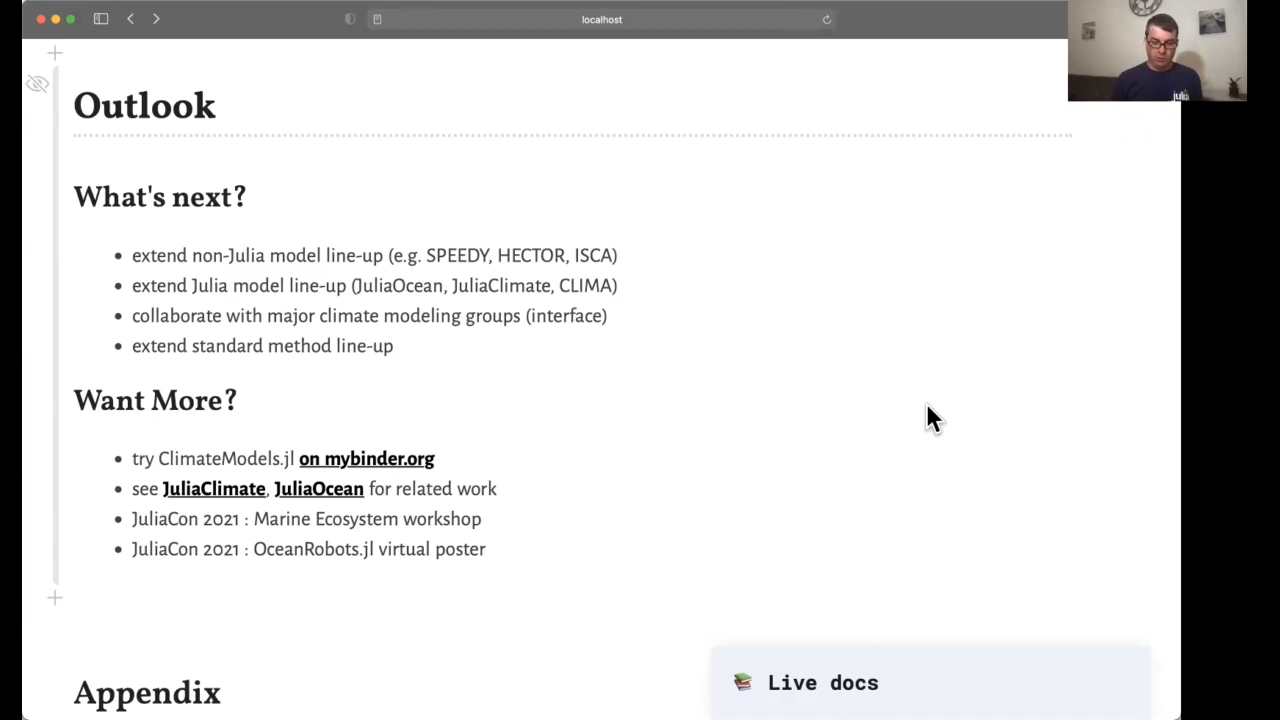 localhost
Outlook
What's next?
extend non-Julia model line-up (e.g. SPEEDY, HECTOR, ISCA)
extend Julia model line-up (JuliaOcean, JuliaClimate, CLIMA)
collaborate with major climate modeling groups (interface)
extend standard method line-up
Want More?
try ClimateModels.jl on mybinder.org
see JuliaClimate, JuliaOcean for related work
JuliaCon 2021 : Marine Ecosystem workshop
JuliaCon 2021 : OceanRobots.jl virtual poster
Appendix
Live docs
julia